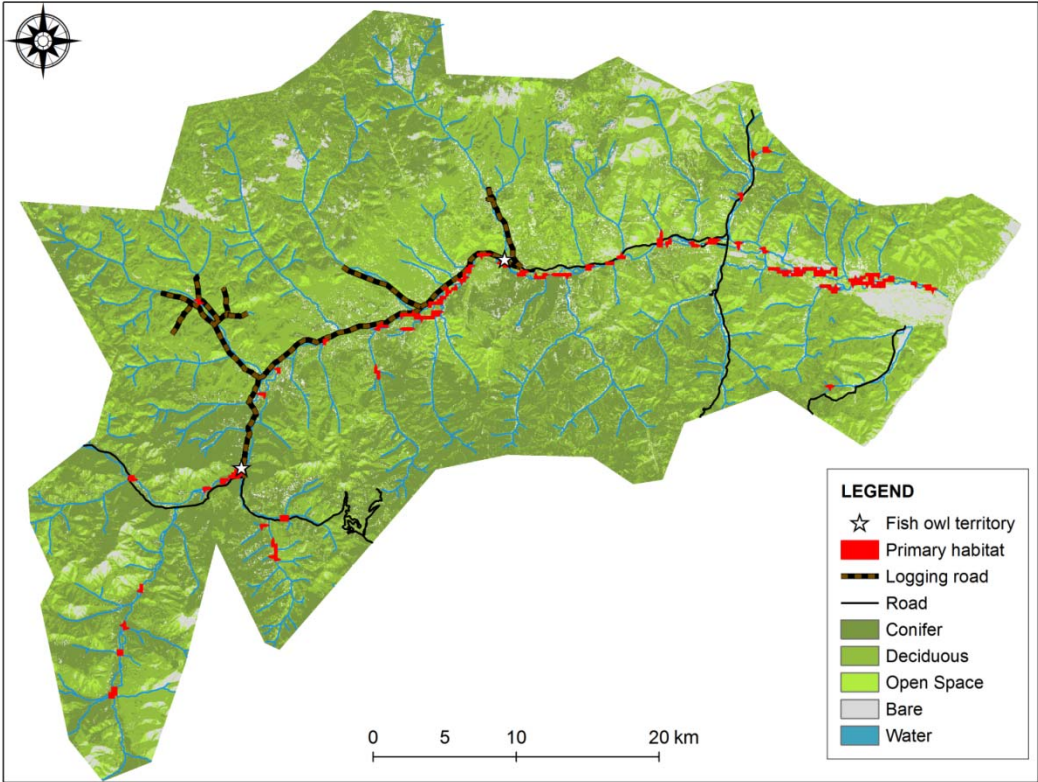 LEGEND
Fish owl territory
Primary habitat
Logging road
Road
Conifer
Deciduous
Open Space
Bare
Water
0 5 10 20 km